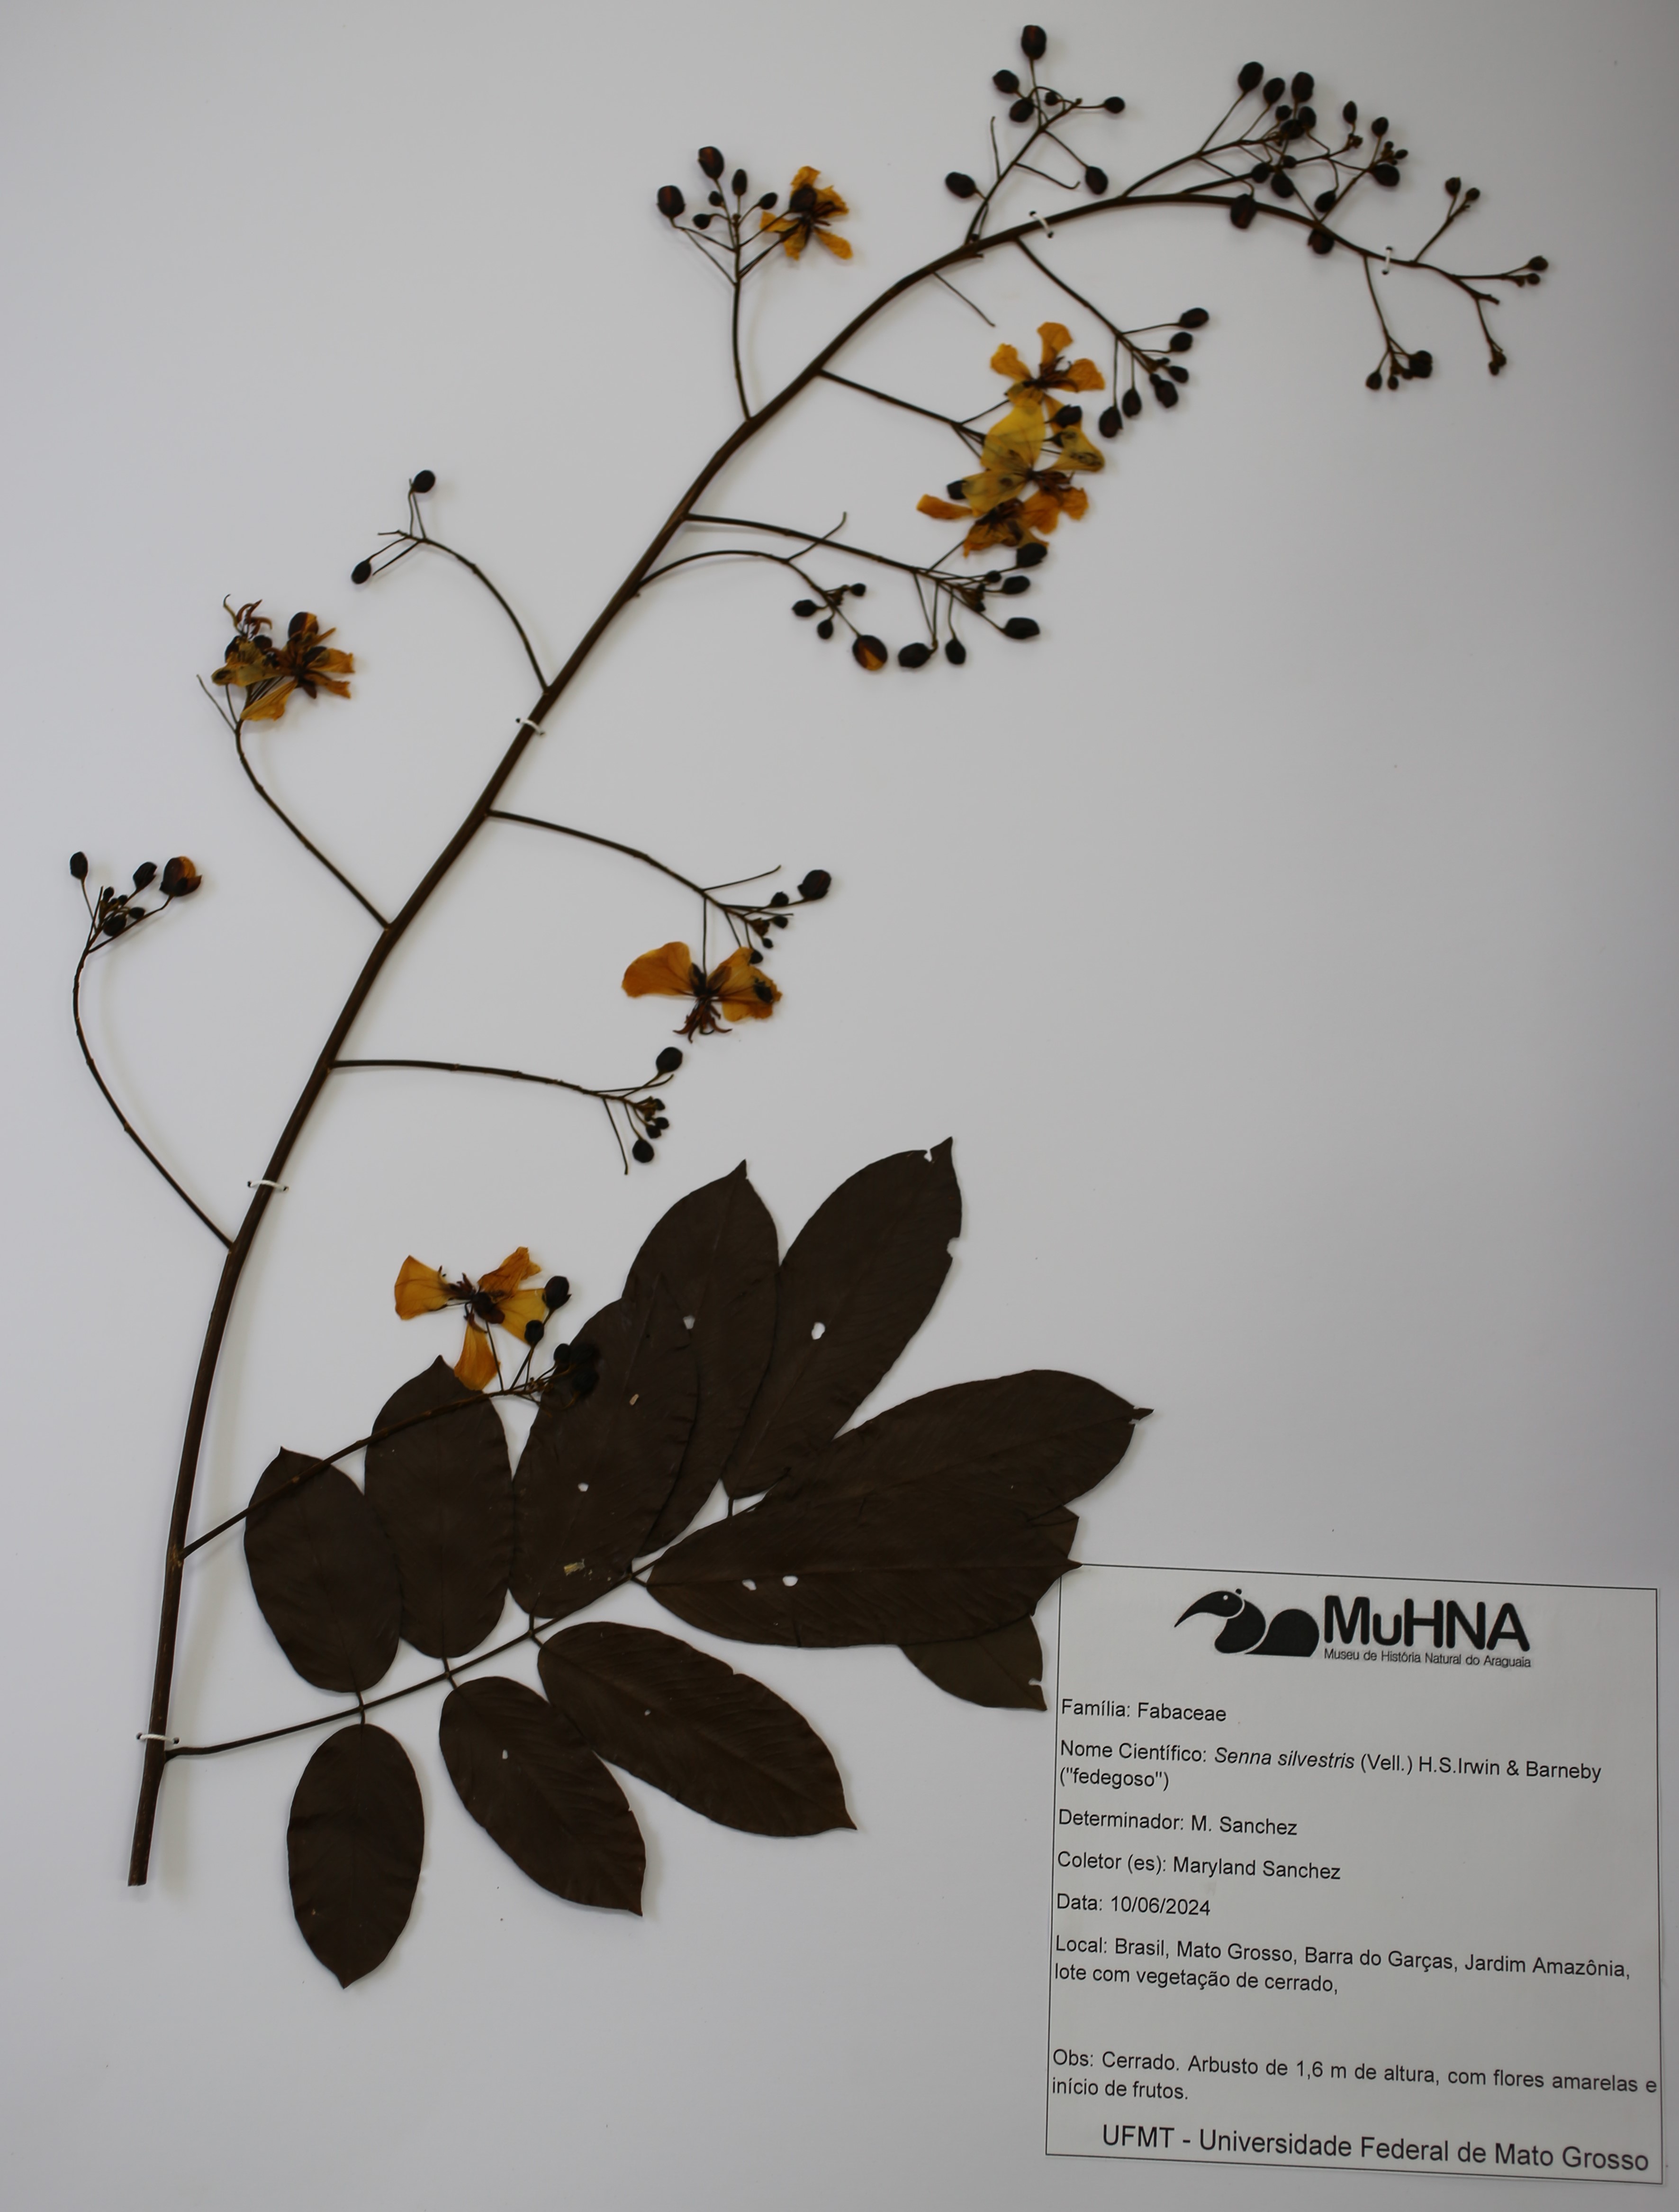 MuHNA
Museu de História Natural do Araguaia
Família: Fabaceae
Nome Científico: Senna silvestris (Vell.) H.S.Irwin & Barneby
("fedegoso")
Determinador: M. Sanchez
Coletor (es): Maryland Sanchez
Data: 10/06/2024
Local: Brasil, Mato Grosso, Barra do Garças, Jardim Amazônia,
lote com vegetação de cerrado,
Obs: Cerrado. Arbusto de 1,6 m de altura, com flores amarelas e
início de frutos.
UFMT - Universidade Federal de Mato Grosso